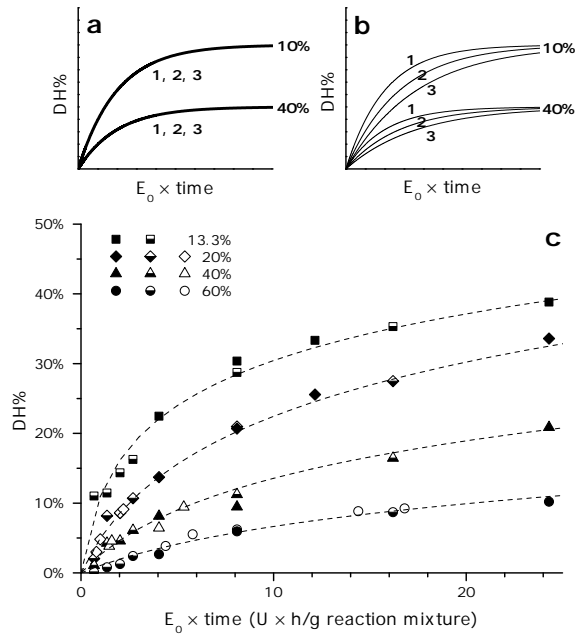 a
10%
1, 2, 3
40%
1, 2, 3
DH%
E₀ × time
b
1
10%
2
3
1
40%
2
3
DH%
E₀ × time
c
50%
40%
30%
20%
10%
0%
13.3%
20%
40%
60%
DH%
0
10
20
E₀ × time (U × h/g reaction mixture)